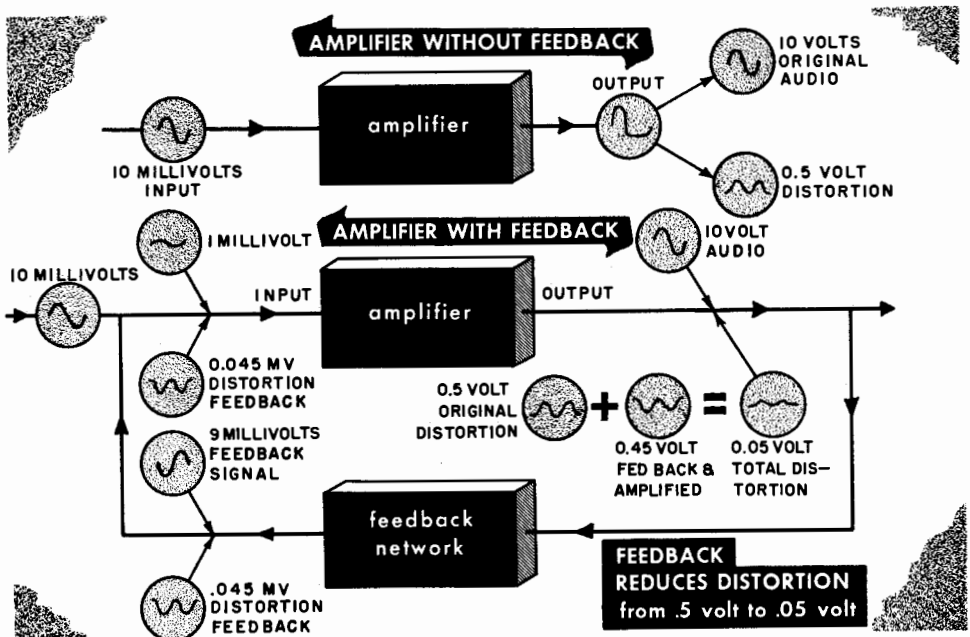 AMPLIFIER WITHOUT FEEDBACK
10 MILLIVOLTS
INPUT
amplifier
OUTPUT
10 VOLTS
ORIGINAL
AUDIO
0.5 VOLT
DISTORTION
AMPLIFIER WITH FEEDBACK
10 MILLIVOLTS
1 MILLIVOLT
INPUT
amplifier
OUTPUT
10 VOLT
AUDIO
0.045 MV
DISTORTION
FEEDBACK
9 MILLIVOLTS
FEEDBACK
SIGNAL
0.5 VOLT
ORIGINAL
DISTORTION
+
0.45 VOLT
FED BACK &
AMPLIFIED
=
0.05 VOLT
TOTAL DIS-
TORTION
feedback
network
.045 MV
DISTORTION
FEEDBACK
FEEDBACK
REDUCES DISTORTION
from .5 volt to .05 volt